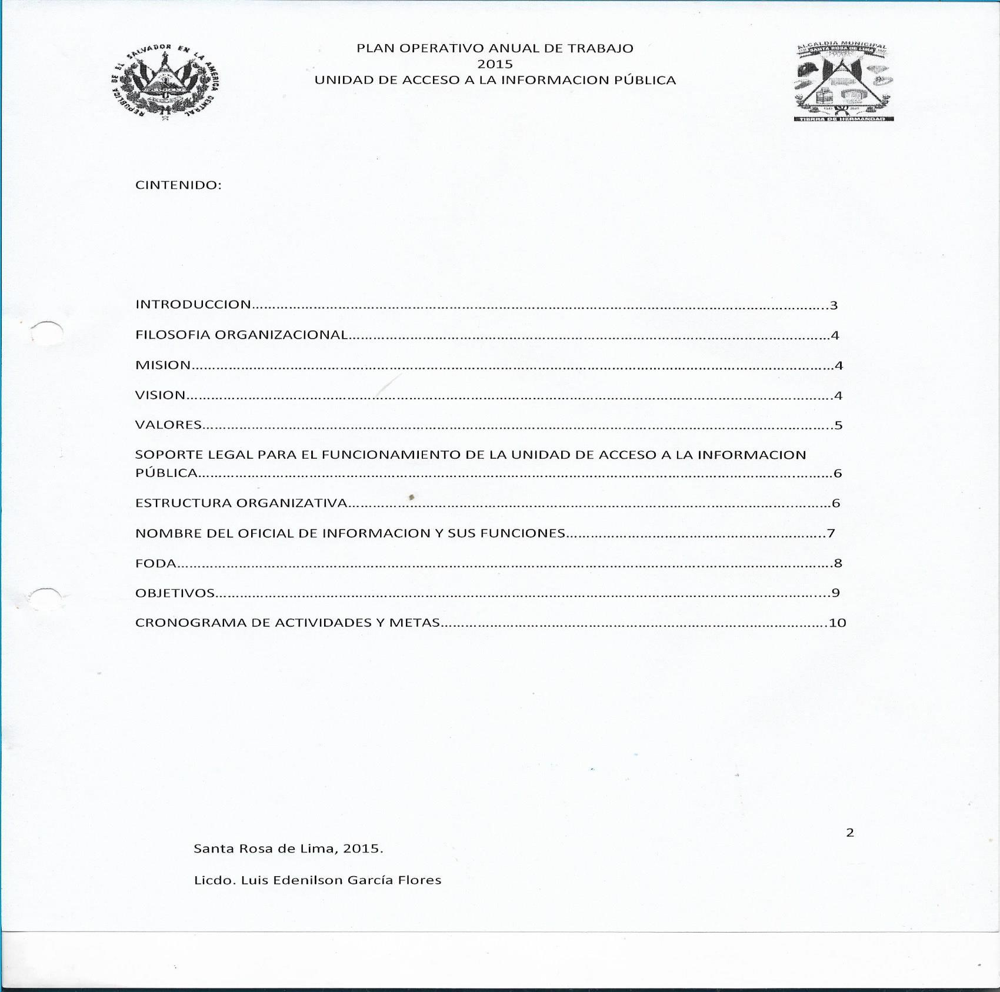 REPUBLICA DE EL SALVADOR EN LA AMERICA CENTRAL
PLAN OPERATIVO ANUAL DE TRABAJO
2015
UNIDAD DE ACCESO A LA INFORMACION PÚBLICA
ALCALDIA MUNICIPAL
SANTA ROSA DE LIMA
TIERRA DE HERMANDAD
CINTENIDO:
INTRODUCCION.....3
FILOSOFIA ORGANIZACIONAL.....4
MISION.....4
VISION.....4
VALORES.....5
SOPORTE LEGAL PARA EL FUNCIONAMIENTO DE LA UNIDAD DE ACCESO A LA INFORMACION
PÚBLICA.....6
ESTRUCTURA ORGANIZATIVA.....6
NOMBRE DEL OFICIAL DE INFORMACION Y SUS FUNCIONES.....7
FODA.....8
OBJETIVOS.....9
CRONOGRAMA DE ACTIVIDADES Y METAS.....10
2
Santa Rosa de Lima, 2015.
Licdo. Luis Edenilson García Flores